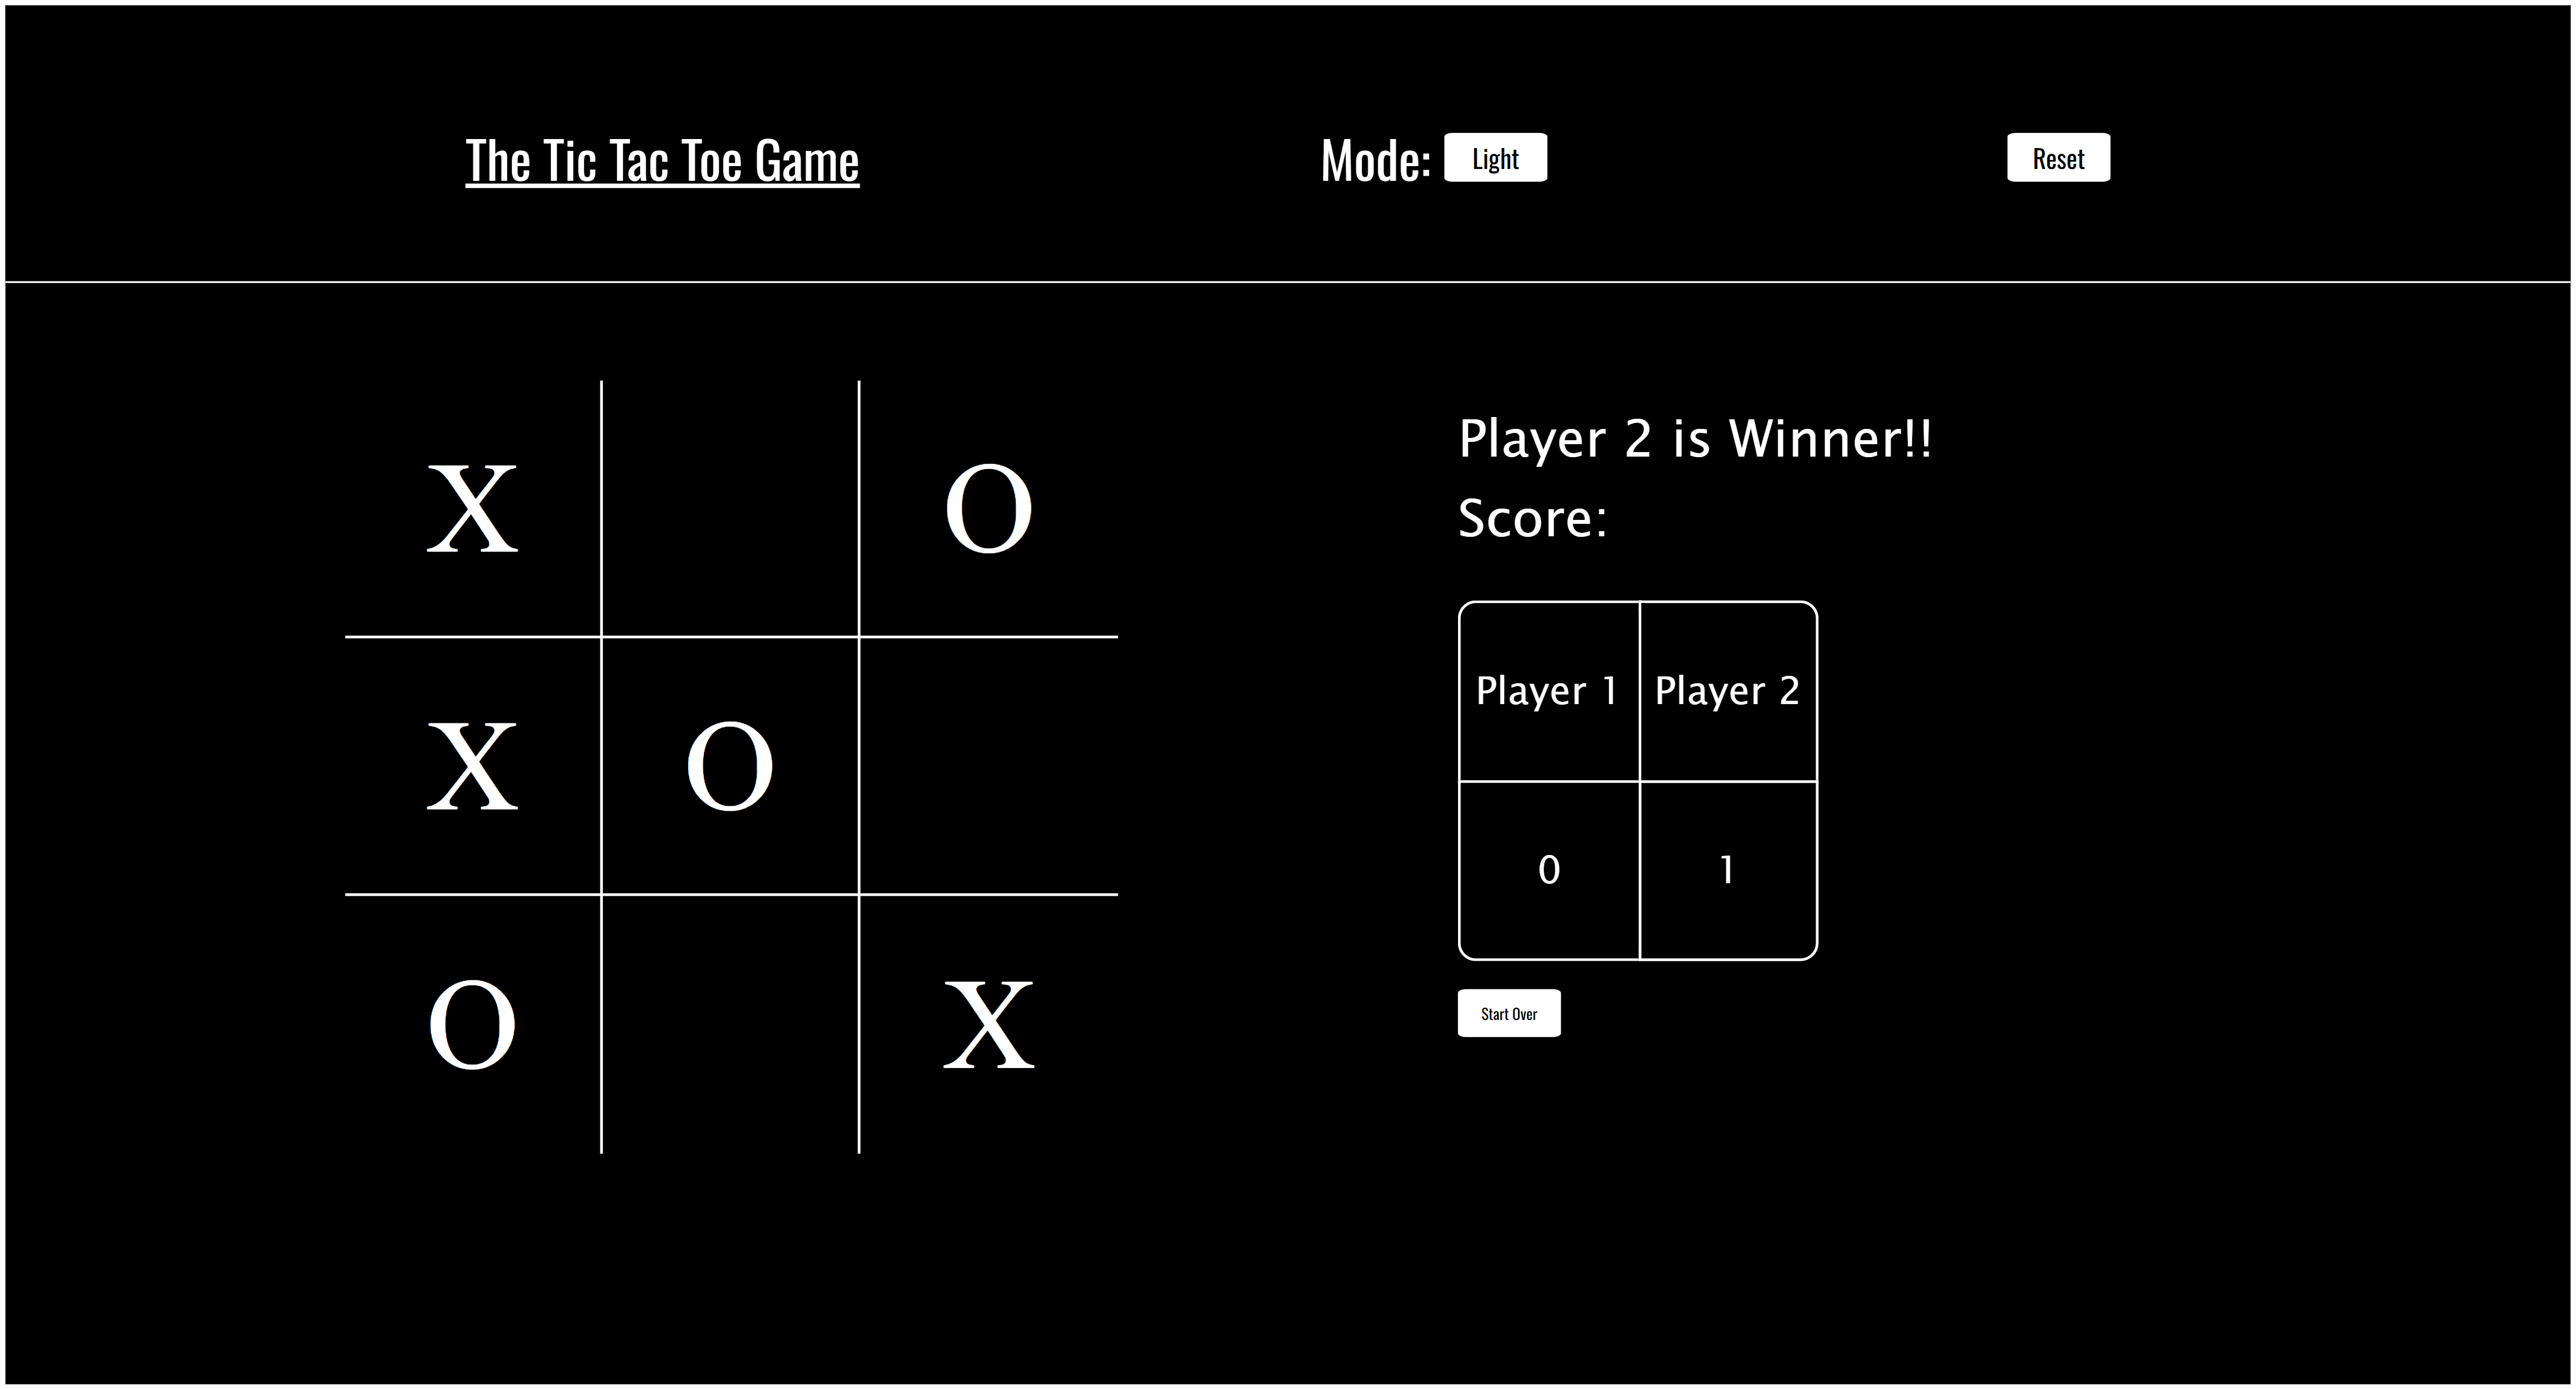 The Tic Tac Toe Game Mode: Light Reset
X O
X O
O X
Player 2 is Winner!!
Score:
Player 1 Player 2
0 1
Start Over